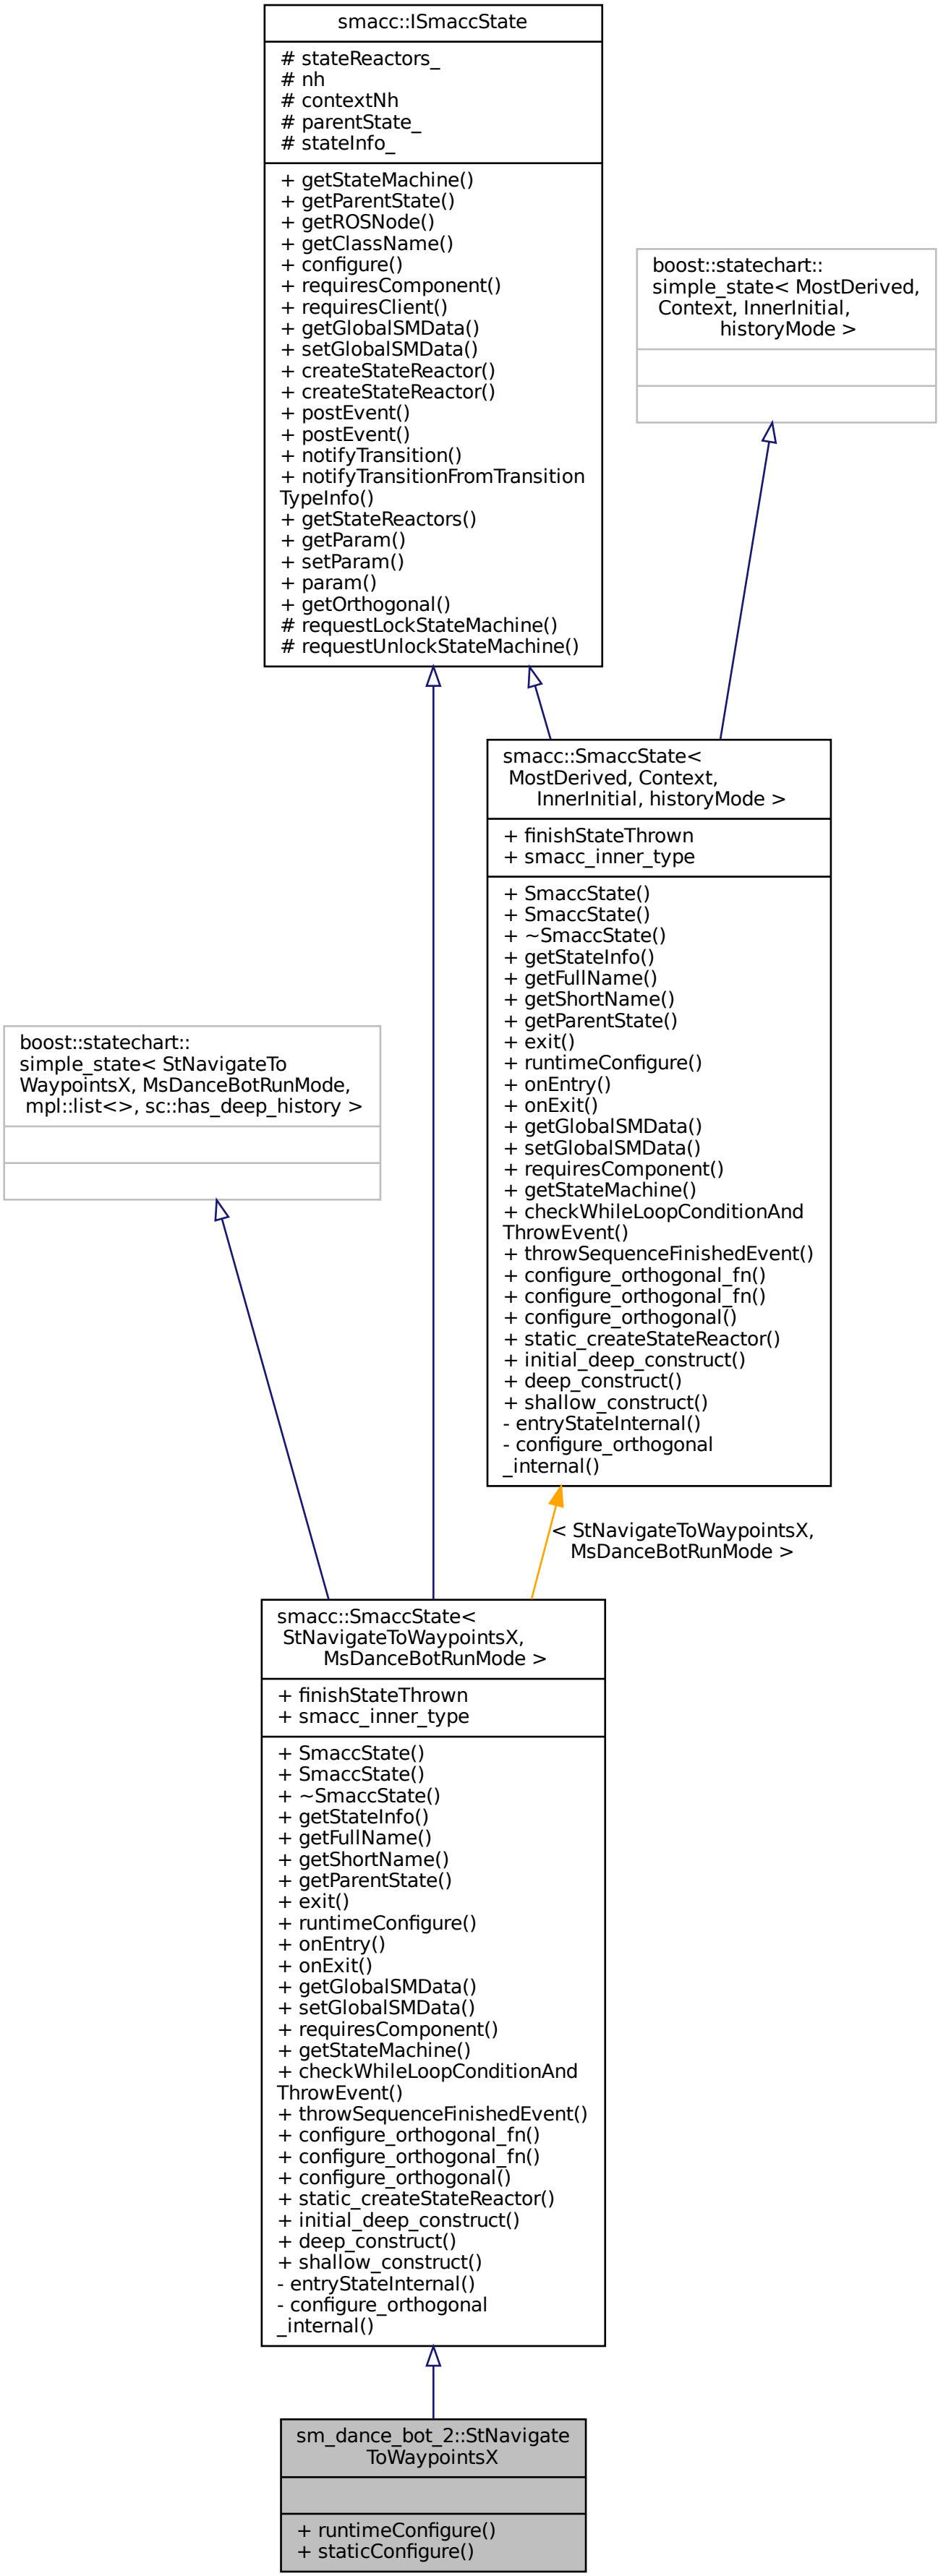 smacc::ISmaccState
# stateReactors_
# nh
# contextNh
# parentState_
# stateInfo_
+ getStateMachine()
+ getParentState()
+ getROSNode()
+ getClassName()
+ configure()
+ requiresComponent()
+ requiresClient()
+ getGlobalSMData()
+ setGlobalSMData()
+ createStateReactor()
+ createStateReactor()
+ postEvent()
+ postEvent()
+ notifyTransition()
+ notifyTransitionFromTransition
TypeInfo()
+ getStateReactors()
+ getParam()
+ setParam()
+ param()
+ getOrthogonal()
# requestLockStateMachine()
# requestUnlockStateMachine()
boost::statechart::
simple_state< MostDerived,
Context, InnerInitial,
historyMode >
smacc::SmaccState<
MostDerived, Context,
InnerInitial, historyMode >
+ finishStateThrown
+ smacc_inner_type
+ SmaccState()
+ SmaccState()
+ ~SmaccState()
+ getStateInfo()
+ getFullName()
+ getShortName()
+ getParentState()
+ exit()
+ runtimeConfigure()
+ onEntry()
+ onExit()
+ getGlobalSMData()
+ setGlobalSMData()
+ requiresComponent()
+ getStateMachine()
+ checkWhileLoopConditionAnd
ThrowEvent()
+ throwSequenceFinishedEvent()
+ configure_orthogonal_fn()
+ configure_orthogonal_fn()
+ configure_orthogonal()
+ static_createStateReactor()
+ initial_deep_construct()
+ deep_construct()
+ shallow_construct()
- entryStateInternal()
- configure_orthogonal
_internal()
boost::statechart::
simple_state< StNavigateTo
WaypointsX, MsDanceBotRunMode,
mpl::list<>, sc::has_deep_history >
< StNavigateToWaypointsX,
MsDanceBotRunMode >
smacc::SmaccState<
StNavigateToWaypointsX,
MsDanceBotRunMode >
+ finishStateThrown
+ smacc_inner_type
+ SmaccState()
+ SmaccState()
+ ~SmaccState()
+ getStateInfo()
+ getFullName()
+ getShortName()
+ getParentState()
+ exit()
+ runtimeConfigure()
+ onEntry()
+ onExit()
+ getGlobalSMData()
+ setGlobalSMData()
+ requiresComponent()
+ getStateMachine()
+ checkWhileLoopConditionAnd
ThrowEvent()
+ throwSequenceFinishedEvent()
+ configure_orthogonal_fn()
+ configure_orthogonal_fn()
+ configure_orthogonal()
+ static_createStateReactor()
+ initial_deep_construct()
+ deep_construct()
+ shallow_construct()
- entryStateInternal()
- configure_orthogonal
_internal()
sm_dance_bot_2::StNavigate
ToWaypointsX
+ runtimeConfigure()
+ staticConfigure()